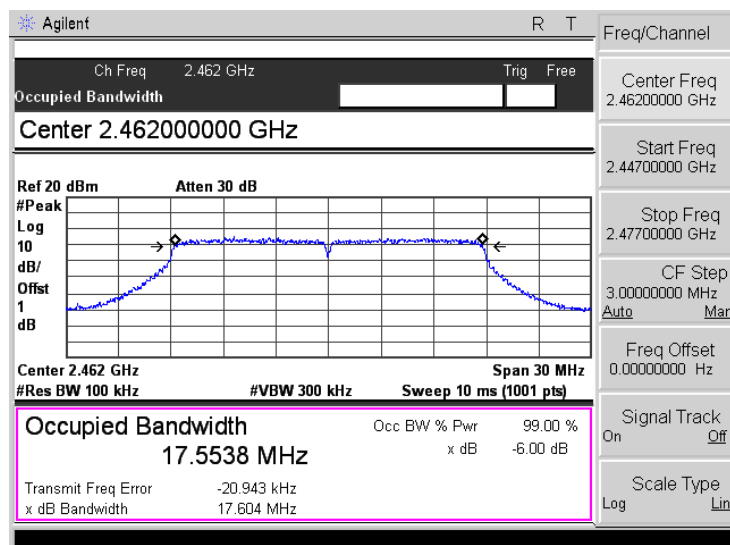 Agilent R T
Freq/Channel
Ch Freq 2.462 GHz Trig Free
Occupied Bandwidth
Center 2.462000000 GHz
Ref 20 dBm Atten 30 dB
#Peak
Log
10
dB/
Offst
1
dB
Center 2.462 GHz Span 30 MHz
#Res BW 100 kHz #VBW 300 kHz Sweep 10 ms (1001 pts)
Occupied Bandwidth Occ BW % Pwr 99.00 %
17.5538 MHz x dB -6.00 dB
Transmit Freq Error -20.943 kHz
x dB Bandwidth 17.604 MHz
Center Freq
2.46200000 GHz
Start Freq
2.44700000 GHz
Stop Freq
2.47700000 GHz
CF Step
3.00000000 MHz
Auto Man
Freq Offset
0.00000000 Hz
Signal Track
On Off
Scale Type
Log Lin